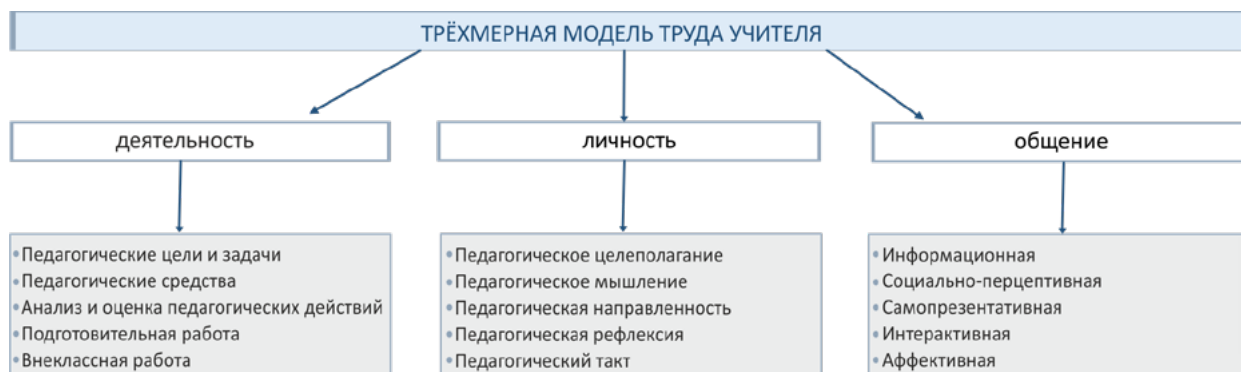 ТРЁХМЕРНАЯ МОДЕЛЬ ТРУДА УЧИТЕЛЯ
деятельность
личность
общение
• Педагогические цели и задачи
• Педагогические средства
• Анализ и оценка педагогических действий
• Подготовительная работа
• Внеклассная работа
• Педагогическое целеполагание
• Педагогическое мышление
• Педагогическая направленность
• Педагогическая рефлексия
• Педагогический такт
• Информационная
• Социально-перцептивная
• Самопрезентативная
• Интерактивная
• Аффективная